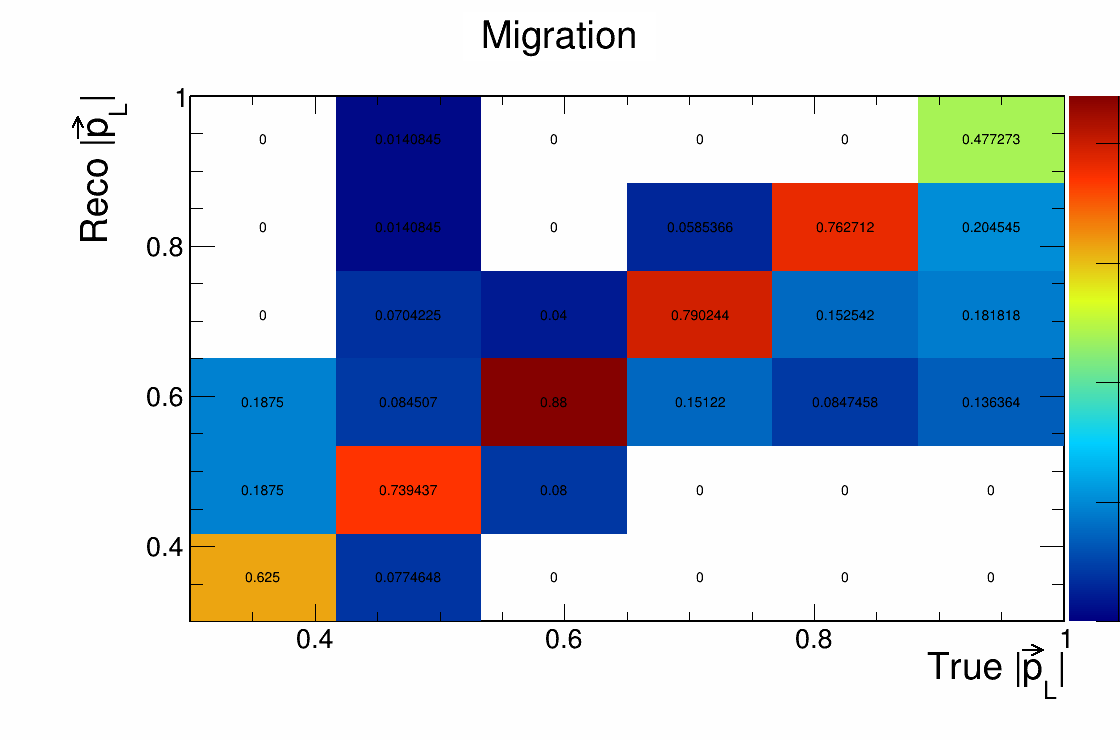 Migration
Reco |p⃗_L|
1
0.8
0.6
0.4
0 0.0140845 0 0 0 0.477273
0 0.0140845 0 0.0585366 0.762712 0.204545
0 0.0704225 0.04 0.790244 0.152542 0.181818
0.1875 0.084507 0.88 0.15122 0.0847458 0.136364
0.1875 0.739437 0.08 0 0 0
0.625 0.0774648 0 0 0 0
0.4 0.6 0.8 1
True |p⃗_L|